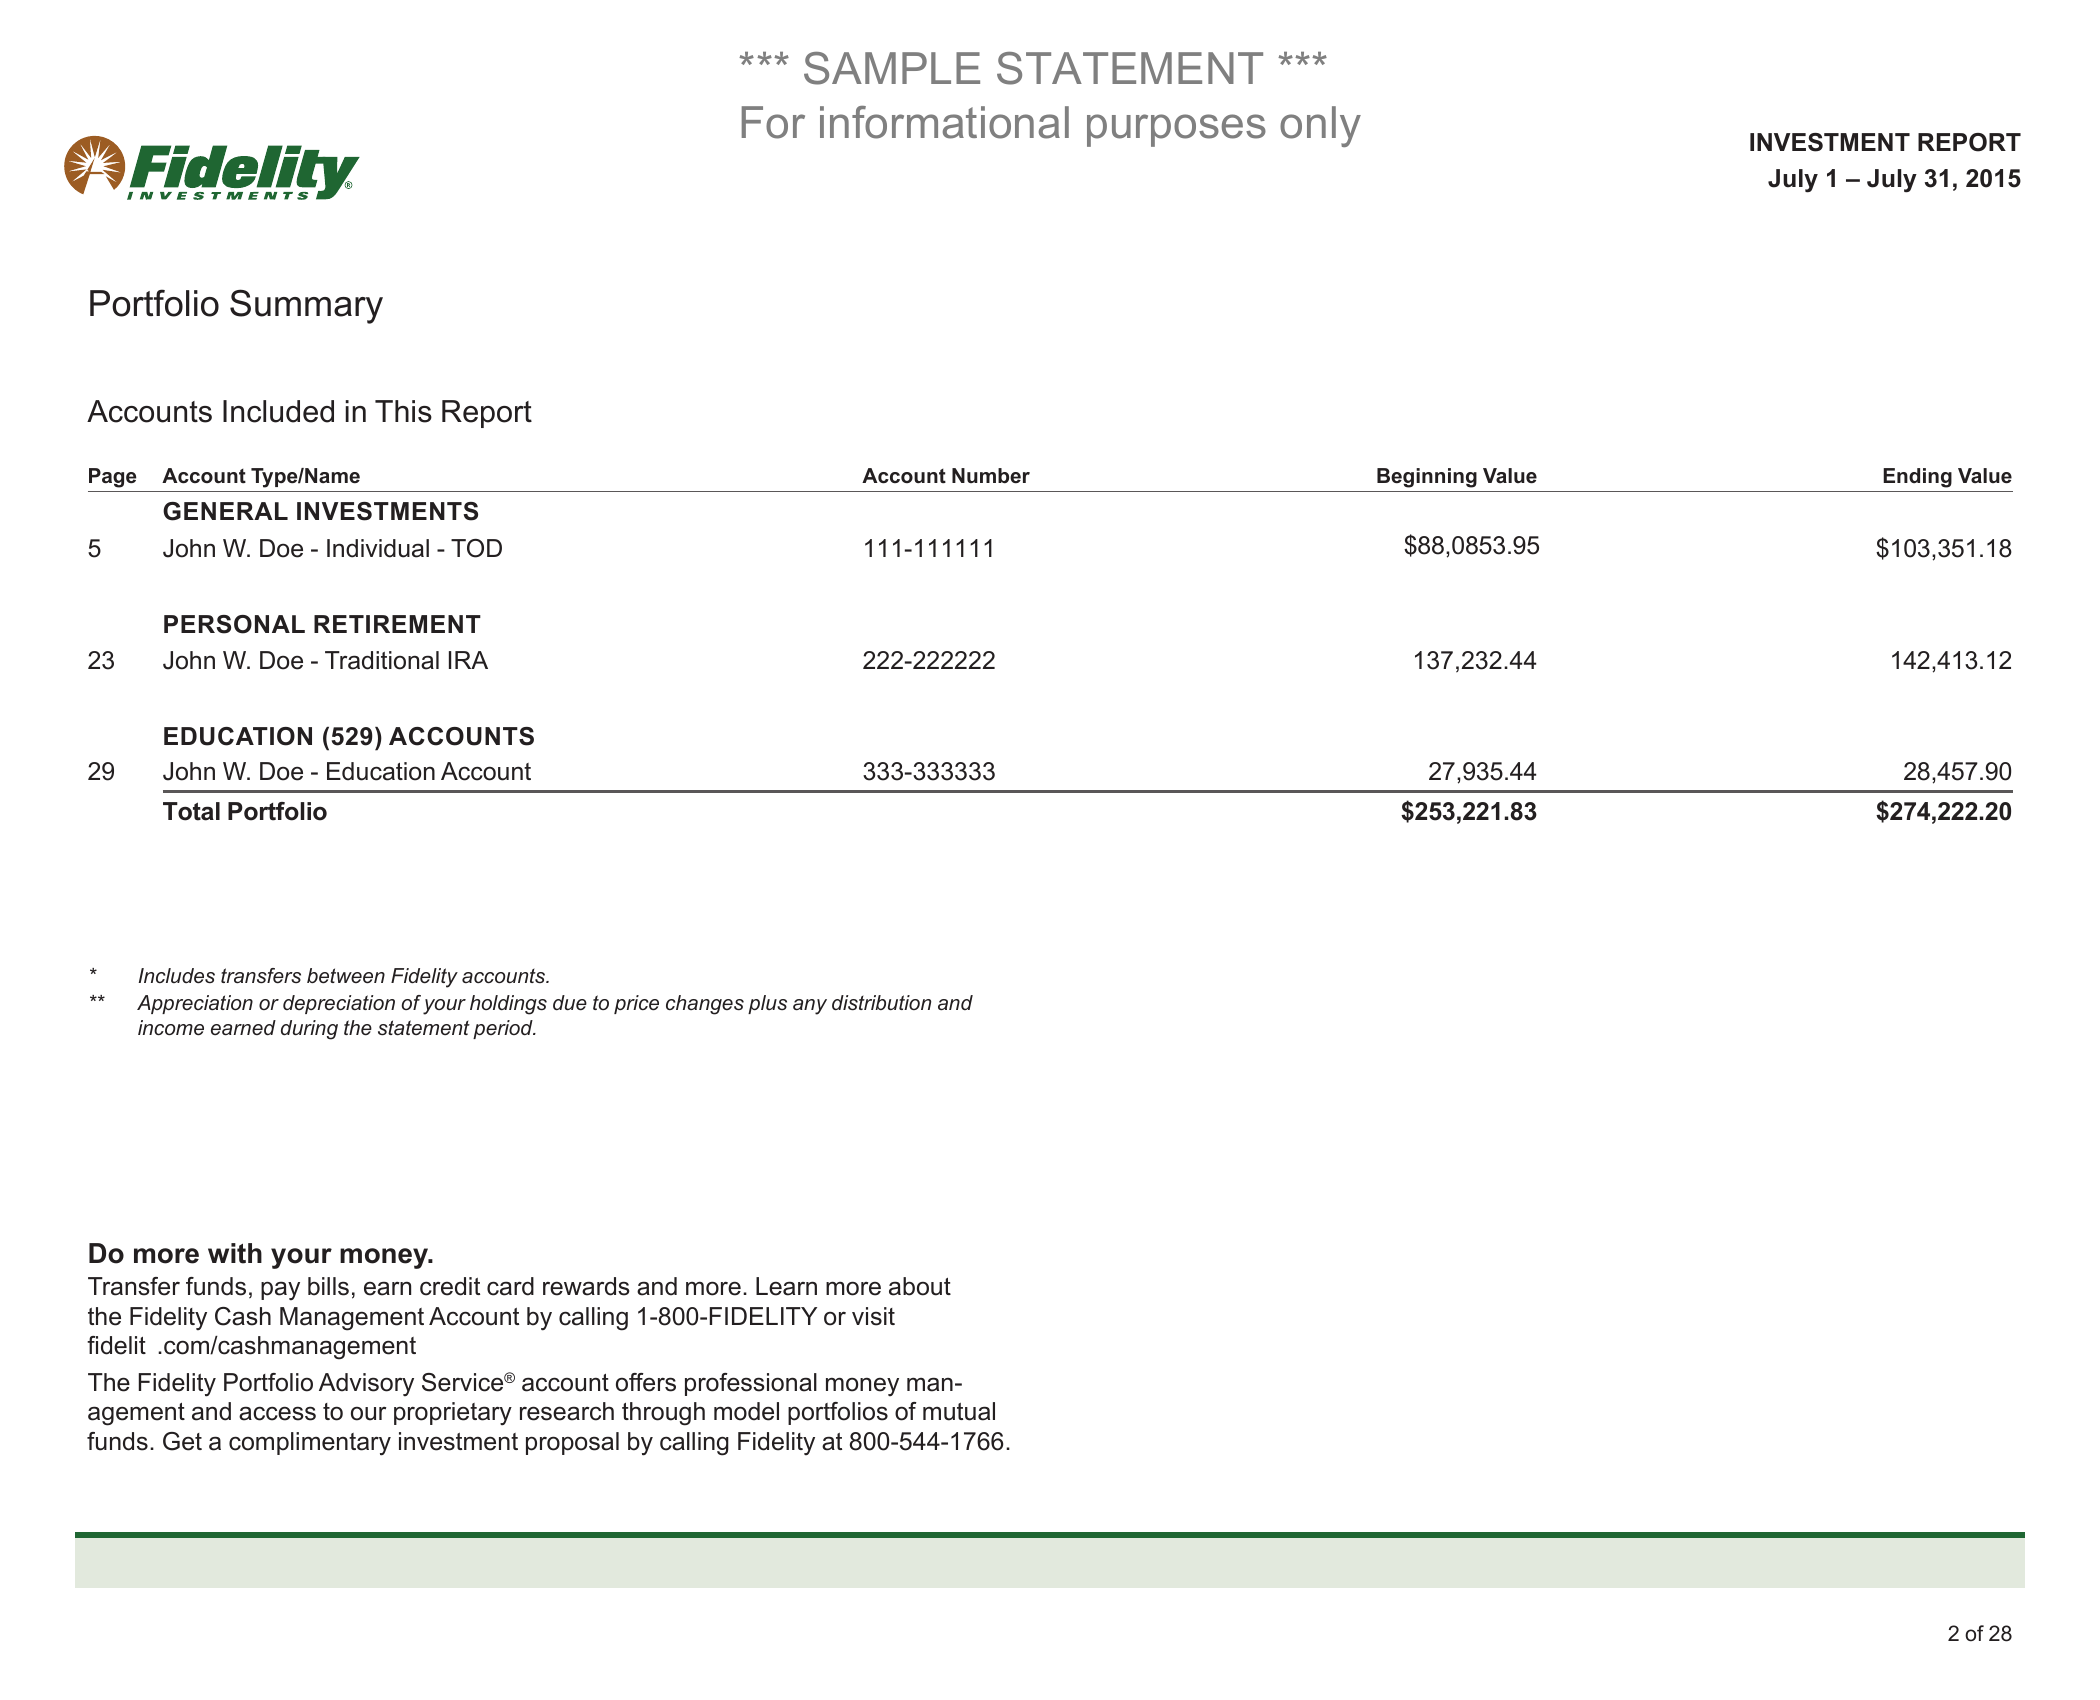 *** SAMPLE STATEMENT ***
For informational purposes only
Fidelity®
INVESTMENTS
INVESTMENT REPORT
July 1 – July 31, 2015
Portfolio Summary
Accounts Included in This Report
Page Account Type/Name Account Number Beginning Value Ending Value
GENERAL INVESTMENTS
5 John W. Doe - Individual - TOD 111-111111 $88,0853.95 $103,351.18
PERSONAL RETIREMENT
23 John W. Doe - Traditional IRA 222-222222 137,232.44 142,413.12
EDUCATION (529) ACCOUNTS
29 John W. Doe - Education Account 333-333333 27,935.44 28,457.90
Total Portfolio $253,221.83 $274,222.20
* Includes transfers between Fidelity accounts.
** Appreciation or depreciation of your holdings due to price changes plus any distribution and
income earned during the statement period.
Do more with your money.
Transfer funds, pay bills, earn credit card rewards and more. Learn more about
the Fidelity Cash Management Account by calling 1-800-FIDELITY or visit
fidelit .com/cashmanagement
The Fidelity Portfolio Advisory Service® account offers professional money man-
agement and access to our proprietary research through model portfolios of mutual
funds. Get a complimentary investment proposal by calling Fidelity at 800-544-1766.
2 of 28